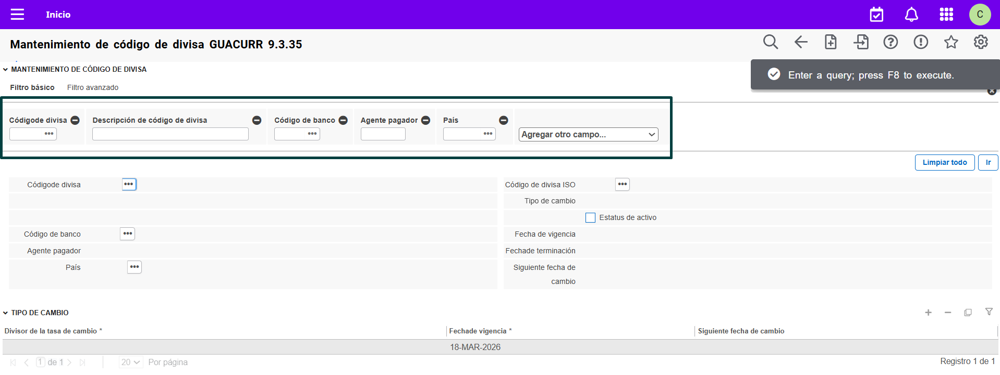 Inicio
C
Mantenimiento de código de divisa GUACURR 9.3.35
MANTENIMIENTO DE CÓDIGO DE DIVISA
Enter a query; press F8 to execute.
Filtro básico Filtro avanzado
Códigode divisa Descripción de código de divisa Código de banco Agente pagador País
Agregar otro campo...
Limpiar todo Ir
Códigode divisa Código de divisa ISO
Tipo de cambio
Estatus de activo
Código de banco Fecha de vigencia
Agente pagador Fechade terminación
País Siguiente fecha de
cambio
TIPO DE CAMBIO
Divisor de la tasa de cambio * Fechade vigencia * Siguiente fecha de cambio
18-MAR-2026
1 de 1 20 Por página Registro 1 de 1